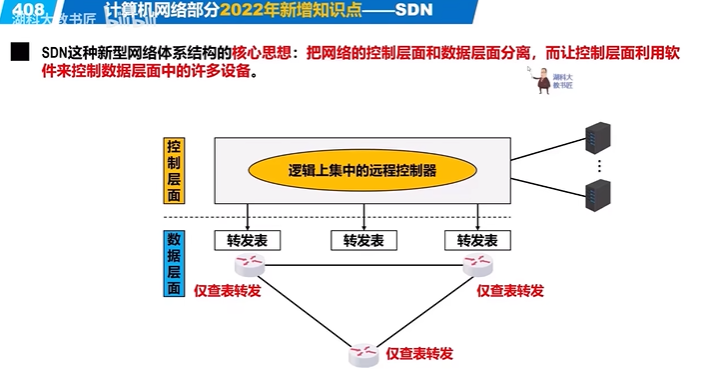 408
计算机网络部分2022年新增知识点——SDN
湖科大教书匠 bilibili
SDN这种新型网络体系结构的核心思想：把网络的控制层面和数据层面分离，而让控制层面利用软
件来控制数据层面中的许多设备。
湖科大
教书匠
控制层面
逻辑上集中的远程控制器
数据层面
转发表
转发表
转发表
仅查表转发
仅查表转发
仅查表转发